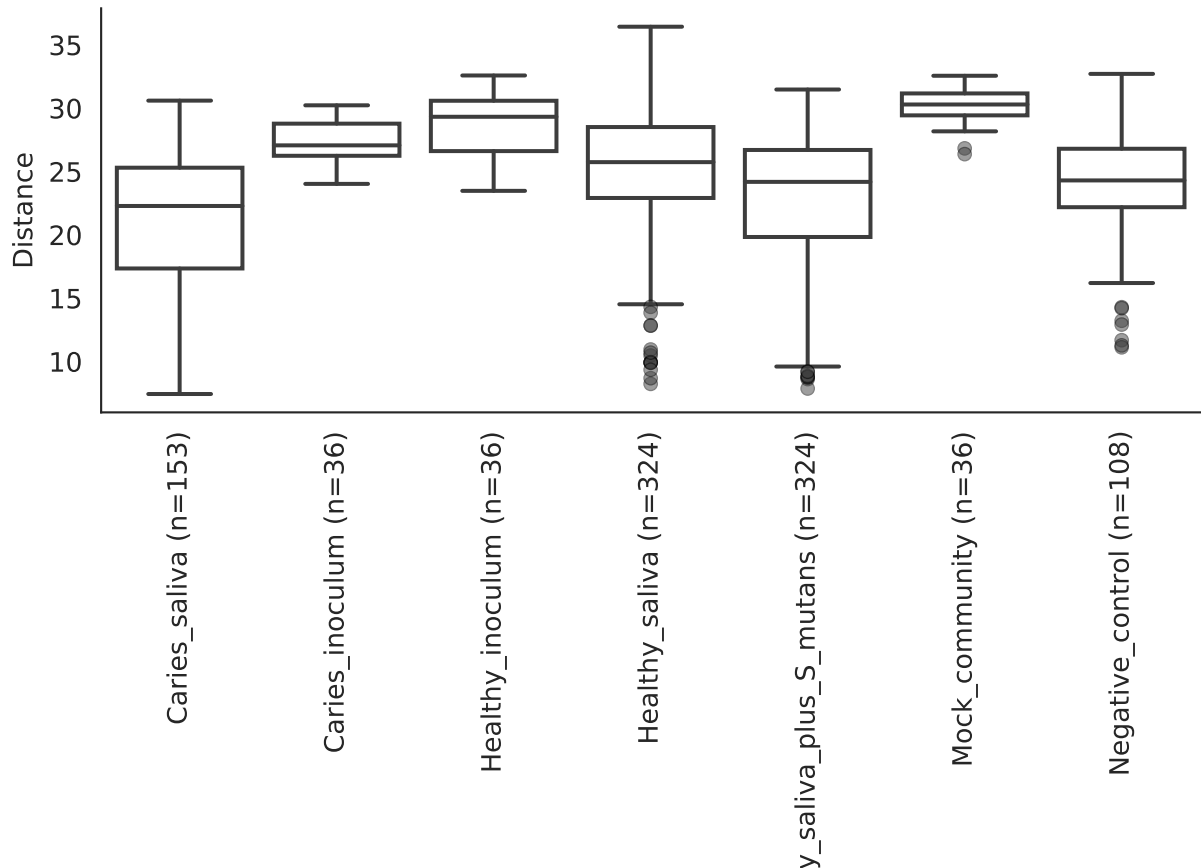 35
30
25
20
15
10
Distance
Caries_saliva (n=153)
Caries_inoculum (n=36)
Healthy_inoculum (n=36)
Healthy_saliva (n=324)
y_saliva_plus_S_mutans (n=324)
Mock_community (n=36)
Negative_control (n=108)